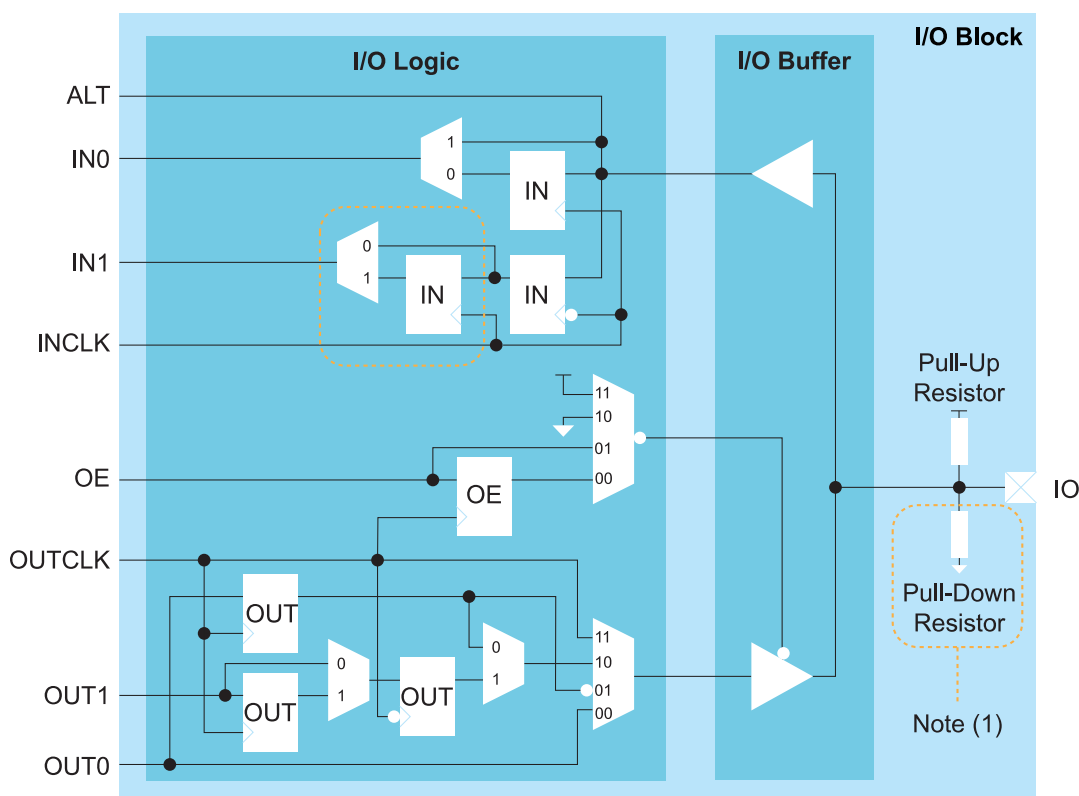 I/O Block
I/O Logic
I/O Buffer
ALT
IN0
1
0
IN
IN1
0
1
IN
IN
INCLK
Pull-Up
Resistor
11
10
01
00
OE
OE
IO
OUTCLK
Pull-Down
Resistor
OUT
0
1
11
10
01
00
OUT1
0
1
OUT
OUT
Note (1)
OUT0